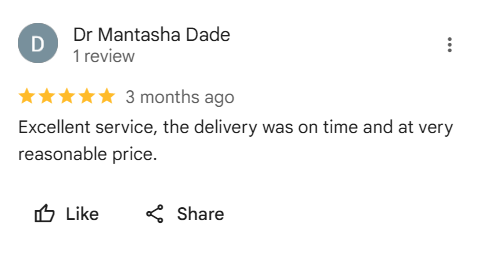 D
Dr Mantasha Dade
1 review
3 months ago
Excellent service, the delivery was on time and at very
reasonable price.
Like
Share